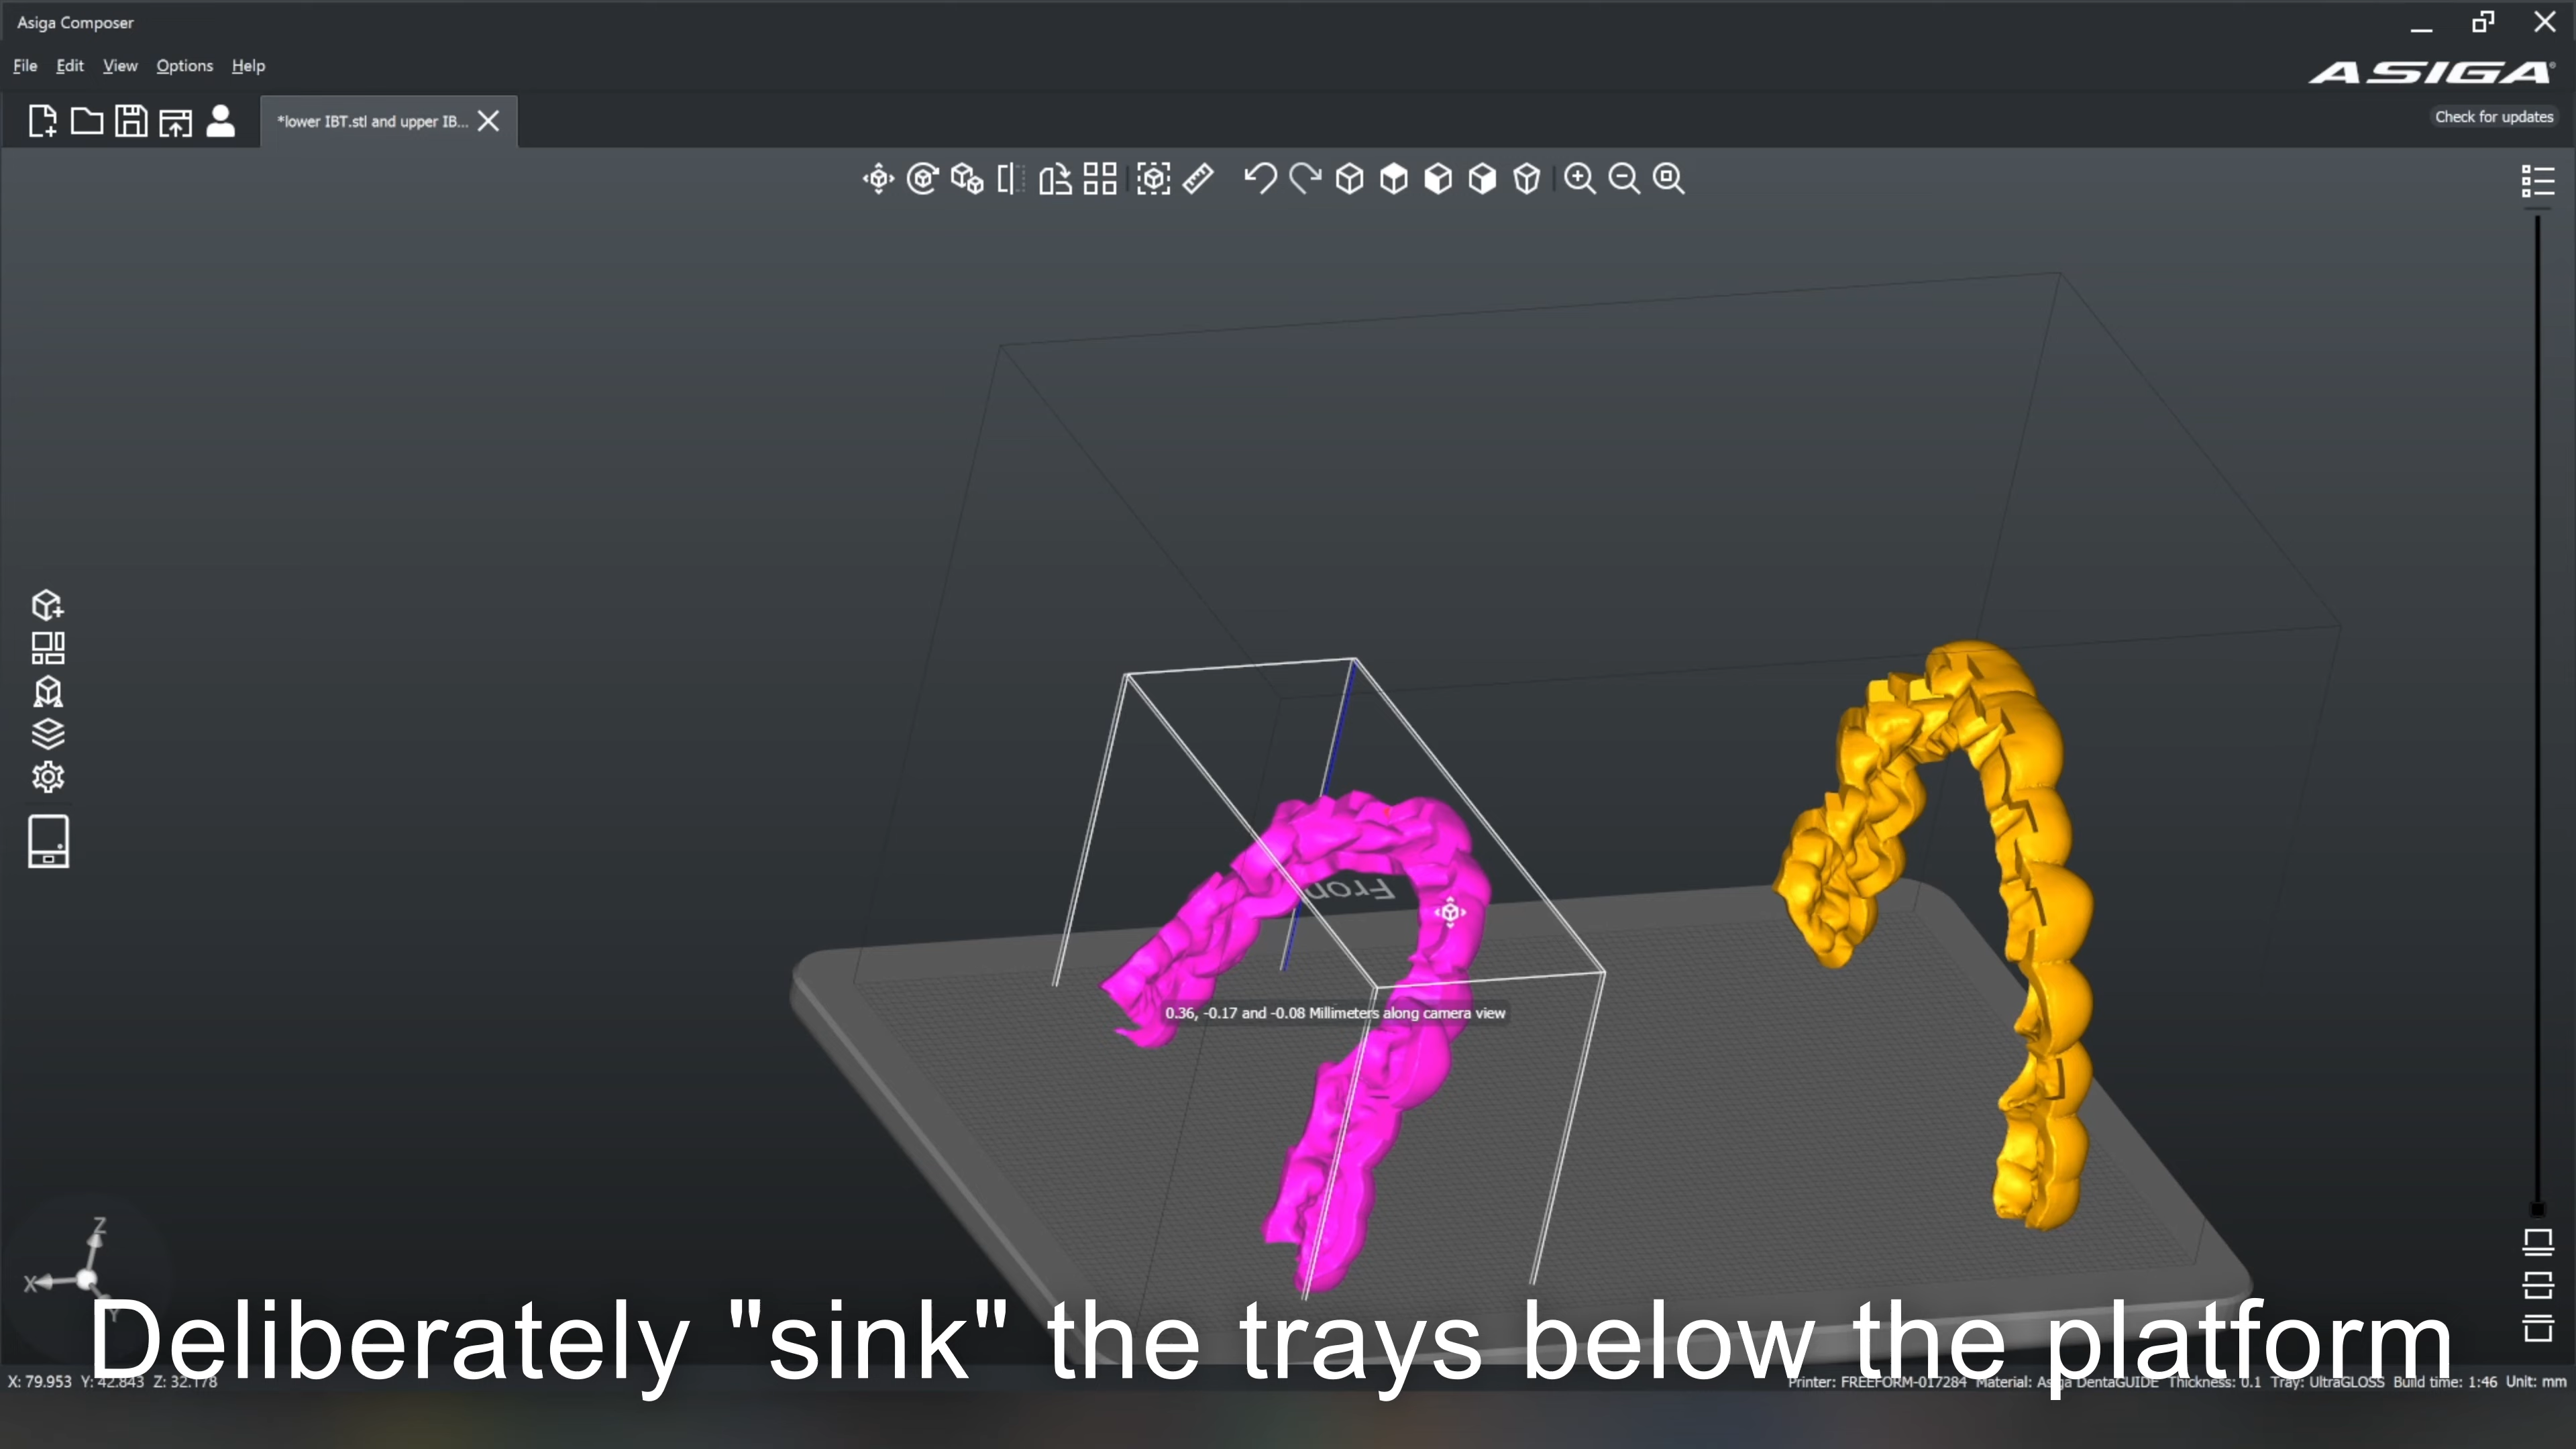 Asiga Composer
File Edit View Options Help
ASIGA
*lower IBT.stl and upper IB...
Check for updates
Fron
0.36, -0.17 and -0.08 Millimeters along camera view
Z
X
Y
Deliberately "sink" the trays below the platform
X: 79.953 Y: 42.843 Z: 32.178
Printer: FREEFORM-017284 Material: Asiga DentaGUIDE Thickness: 0.1 Tray: UltraGLOSS Build time: 1:46 Unit: mm